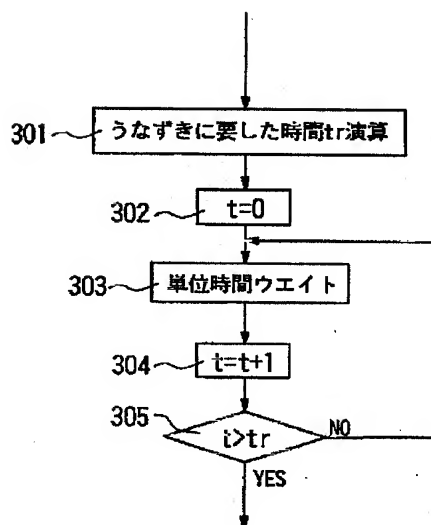 301 うなずきに要した時間tr演算
302 t=0
303 単位時間ウエイト
304 t=t+1
305 i>tr NO
YES